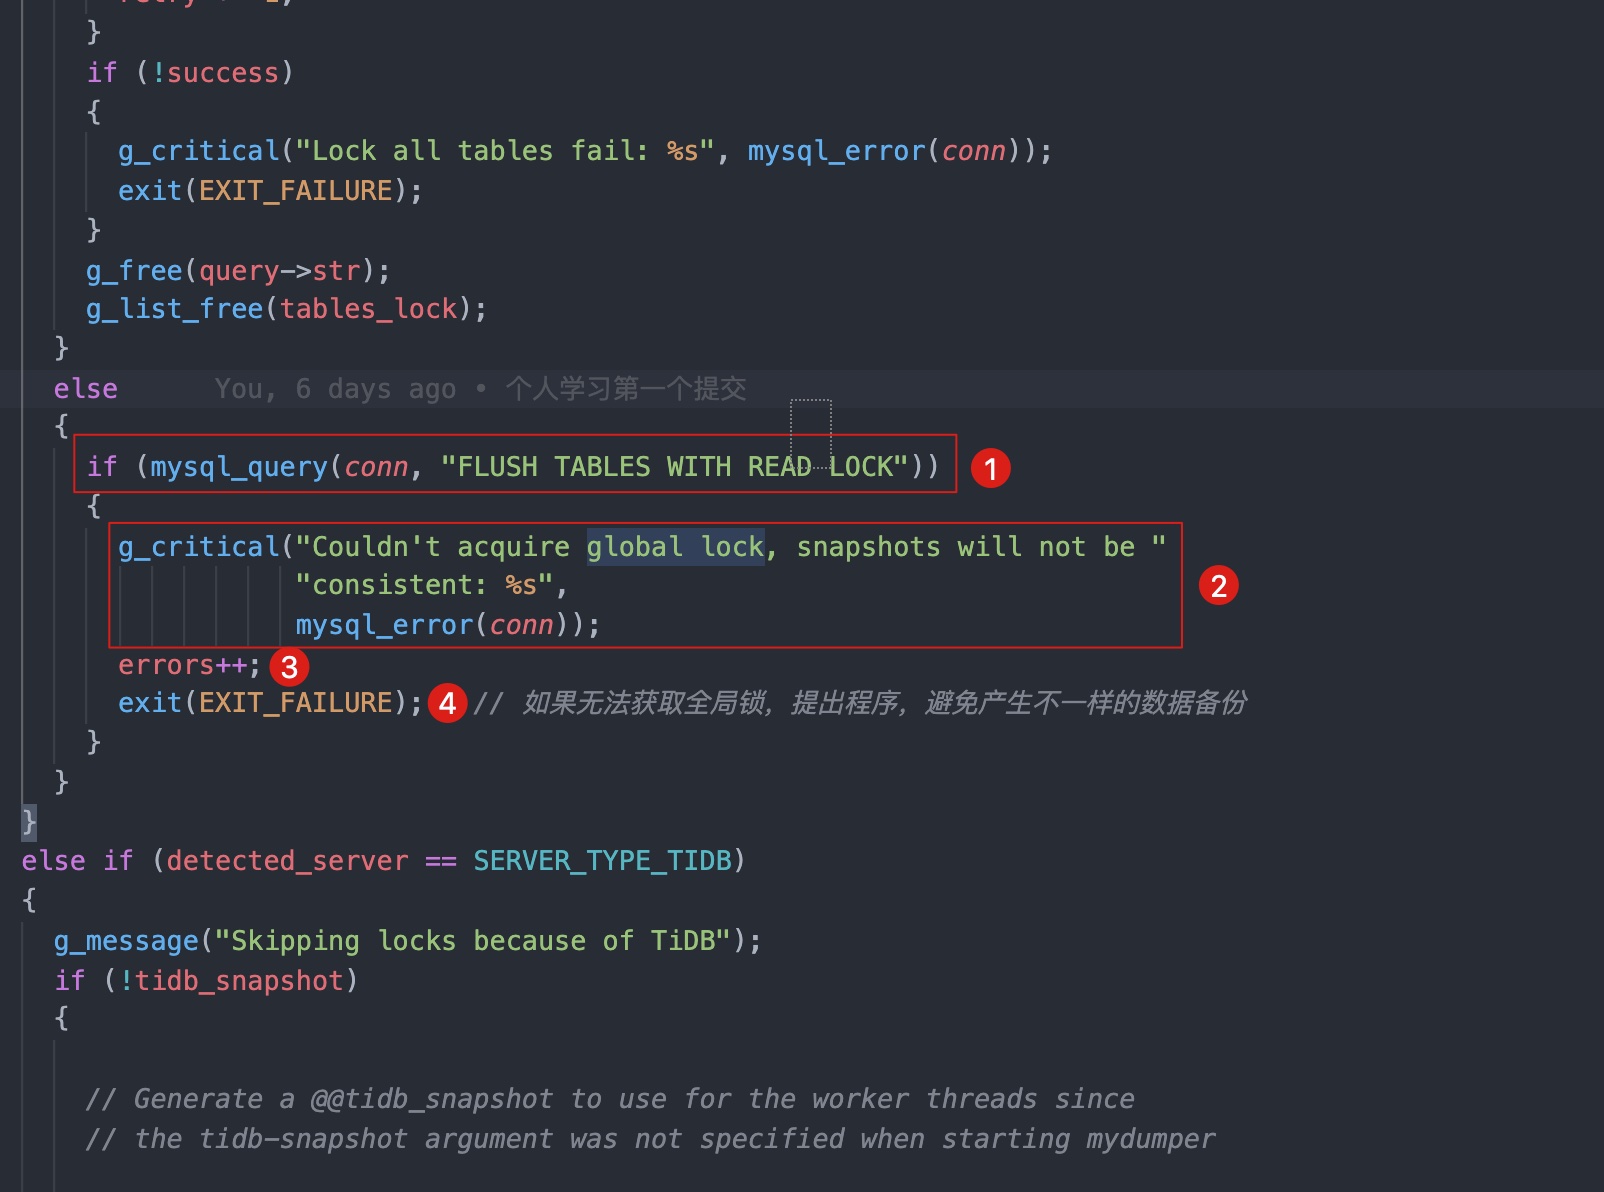 }
if (!success)
{
g_critical("Lock all tables fail: %s", mysql_error(conn));
exit(EXIT_FAILURE);
}
g_free(query->str);
g_list_free(tables_lock);
}
else You, 6 days ago • 个人学习第一个提交
{
if (mysql_query(conn, "FLUSH TABLES WITH READ LOCK")) 1
{
g_critical("Couldn't acquire global lock, snapshots will not be "
"consistent: %s", 2
mysql_error(conn));
errors++; 3
exit(EXIT_FAILURE); 4 // 如果无法获取全局锁，提出程序，避免产生不一样的数据备份
}
}
}
else if (detected_server == SERVER_TYPE_TIDB)
{
g_message("Skipping locks because of TiDB");
if (!tidb_snapshot)
{
// Generate a @@tidb_snapshot to use for the worker threads since
// the tidb-snapshot argument was not specified when starting mydumper